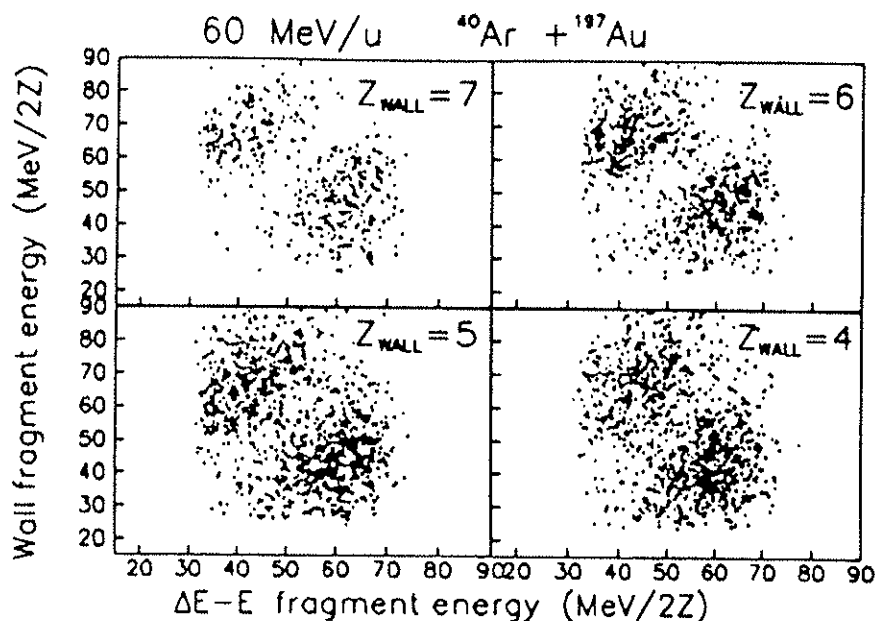 60 MeV/u ⁴⁰Ar + ¹⁹⁷Au
Wall fragment energy (MeV/2Z)
90
80
70
60
50
40
30
20
Z_WALL=7
Z_WALL=6
90
80
70
60
50
40
30
20
Z_WALL=5
Z_WALL=4
20 30 40 50 60 70 80 90 20 30 40 50 60 70 80 90
ΔE-E fragment energy (MeV/2Z)